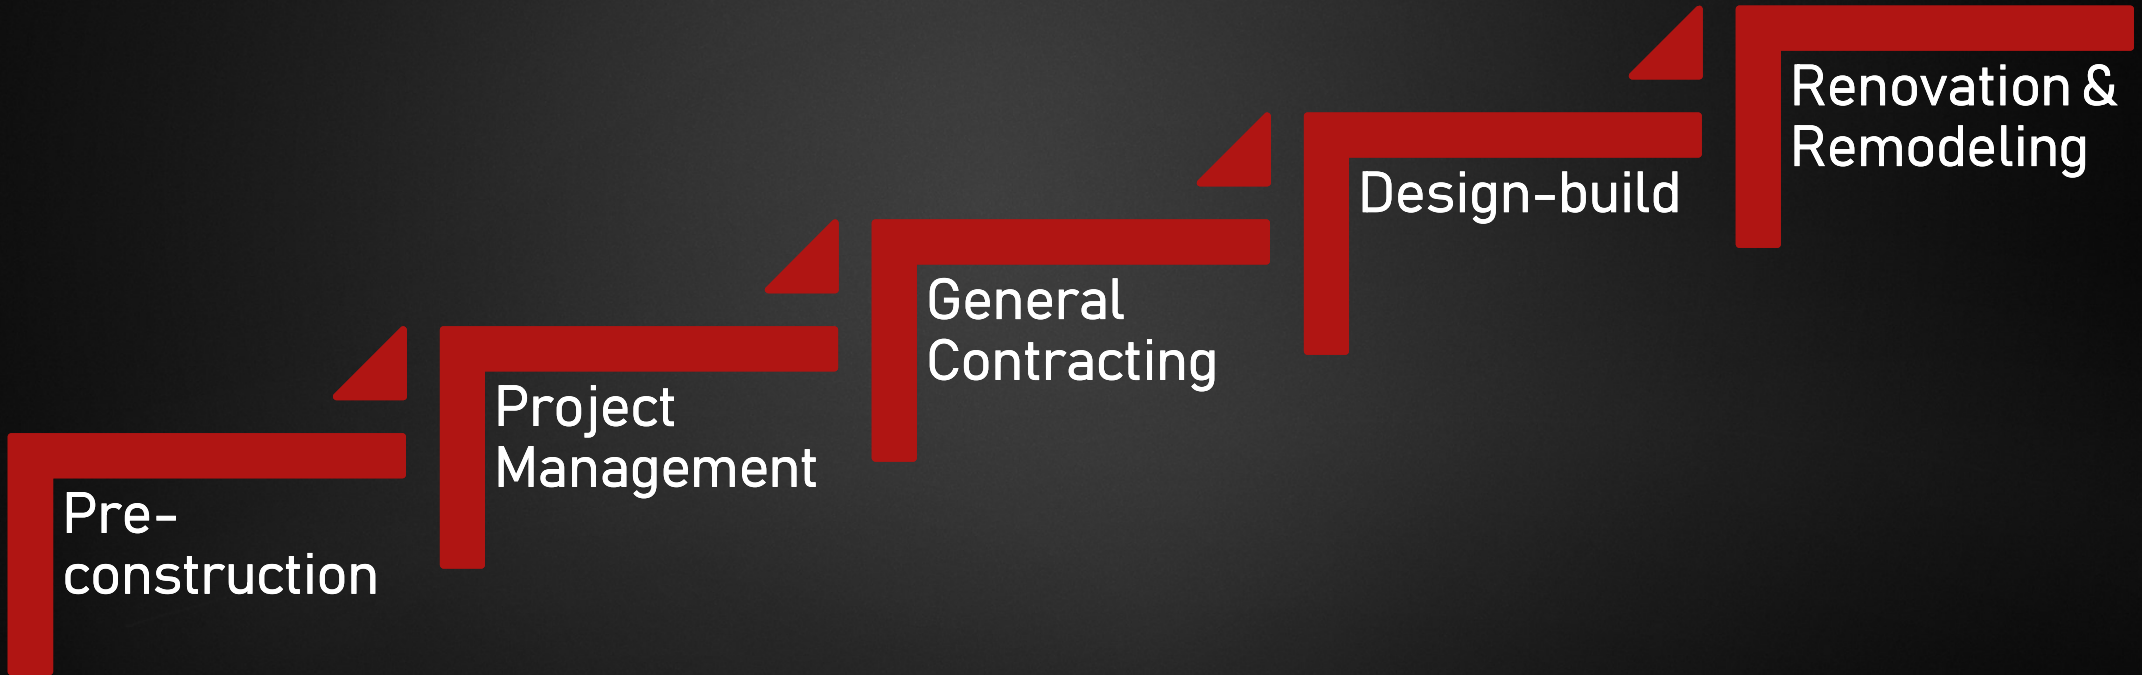 Pre-
construction
Project
Management
General
Contracting
Design-build
Renovation &
Remodeling